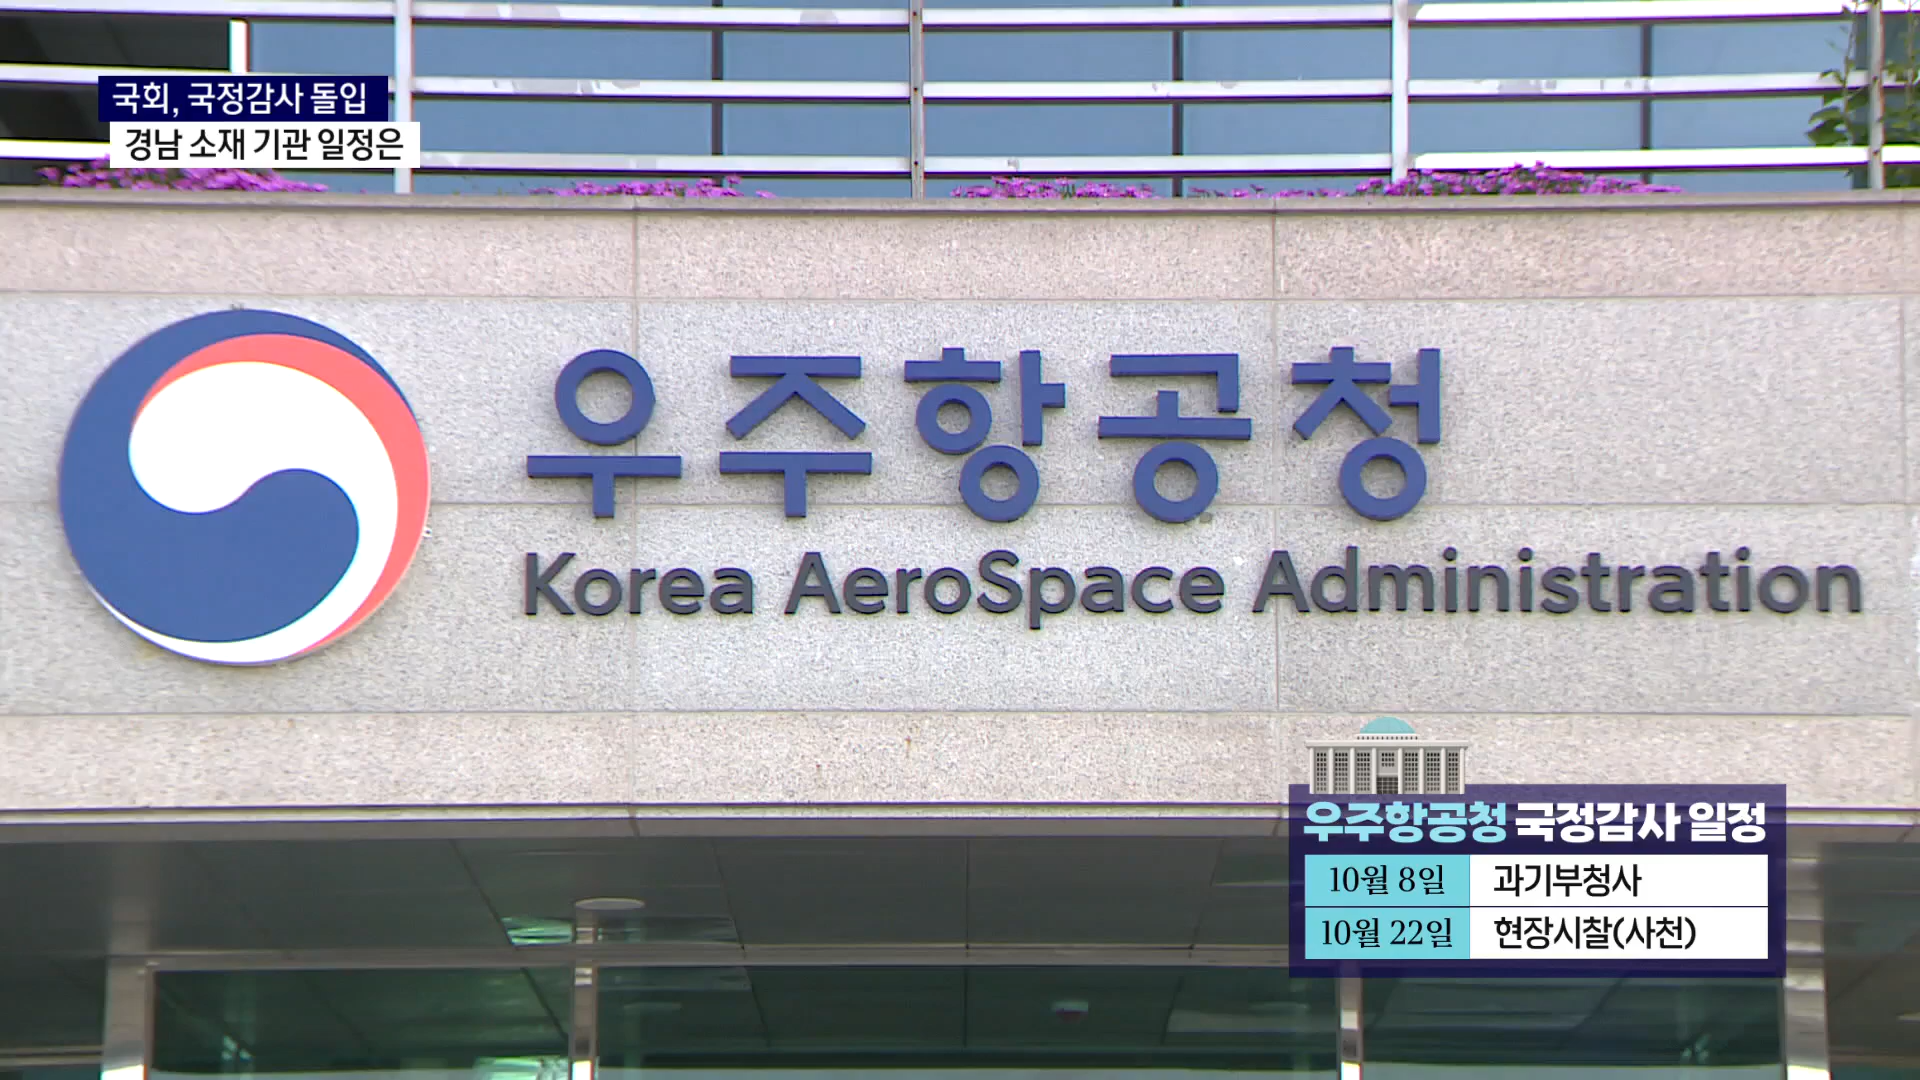 국회, 국정감사 돌입
경남 소재 기관 일정은
우주항공청
Korea AeroSpace Administration
우주항공청 국정감사 일정
10월 8일 과기부청사
10월 22일 현장시찰(사천)